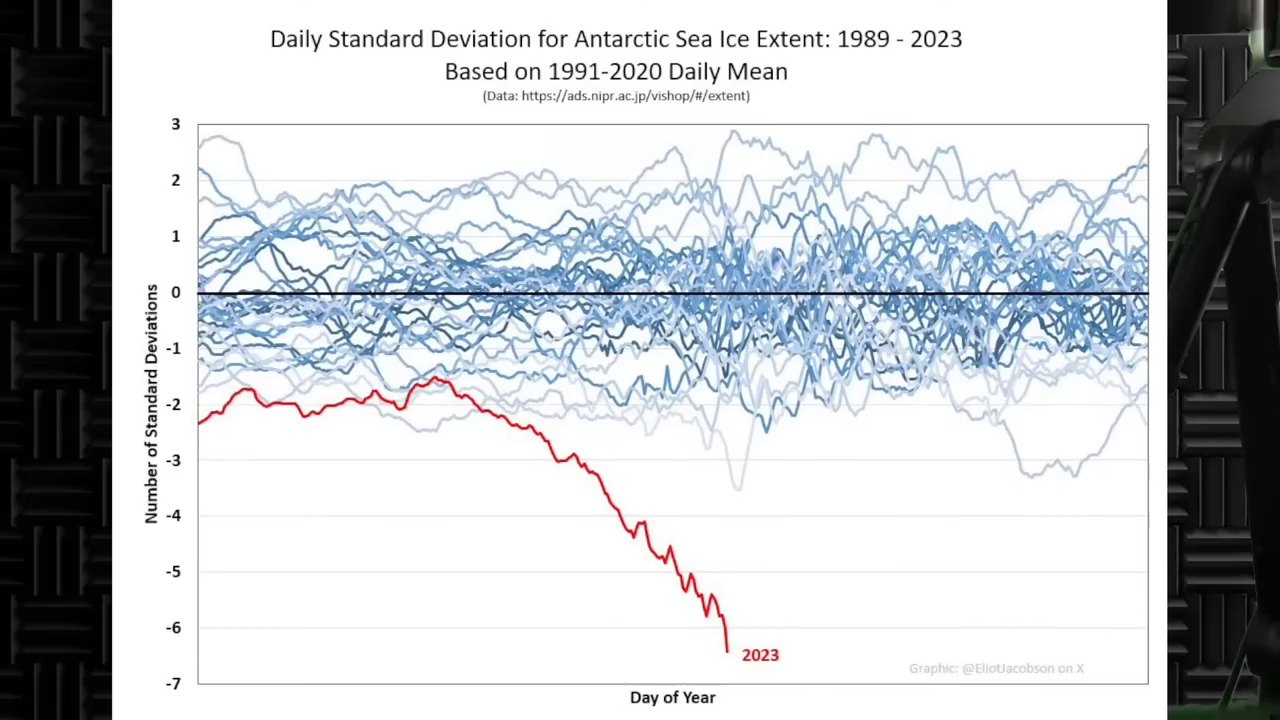 Daily Standard Deviation for Antarctic Sea Ice Extent: 1989 - 2023
Based on 1991-2020 Daily Mean
(Data: https://ads.nipr.ac.jp/vishop/#/extent)
3
2
1
0
-1
-2
-3
-4
-5
-6
-7
Number of Standard Deviations
2023
Graphic: @EliotJacobson on X
Day of Year